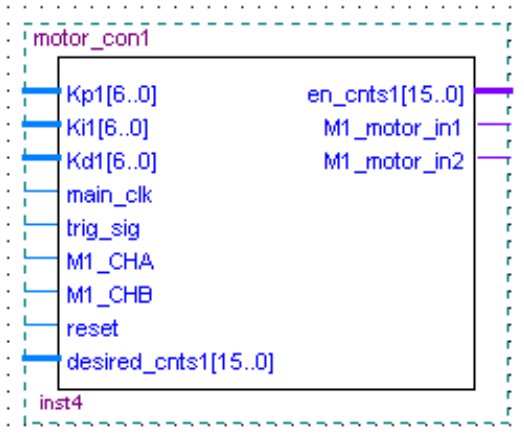 motor_con1
Kp1[6..0] en_cnts1[15..0]
Ki1[6..0] M1_motor_in1
Kd1[6..0] M1_motor_in2
main_clk
trig_sig
M1_CHA
M1_CHB
reset
desired_cnts1[15..0]
inst4